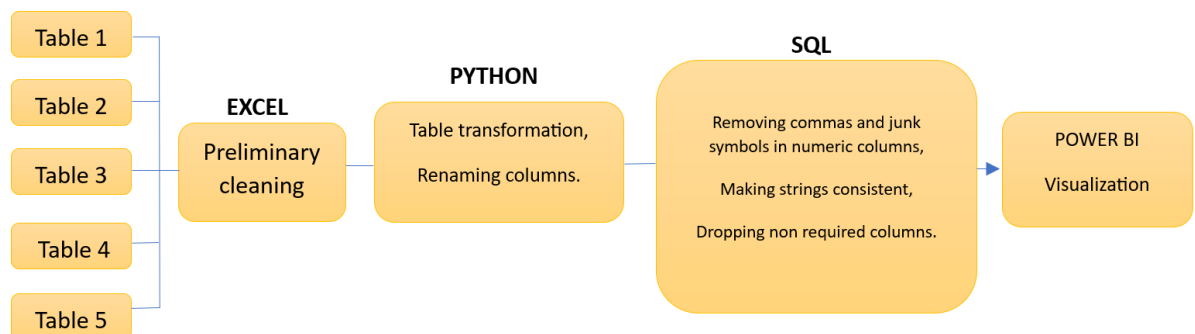 Table 1
Table 2
Table 3
Table 4
Table 5
EXCEL
Preliminary
cleaning
PYTHON
Table transformation,
Renaming columns.
SQL
Removing commas and junk
symbols in numeric columns,
Making strings consistent,
Dropping non required columns.
POWER BI
Visualization